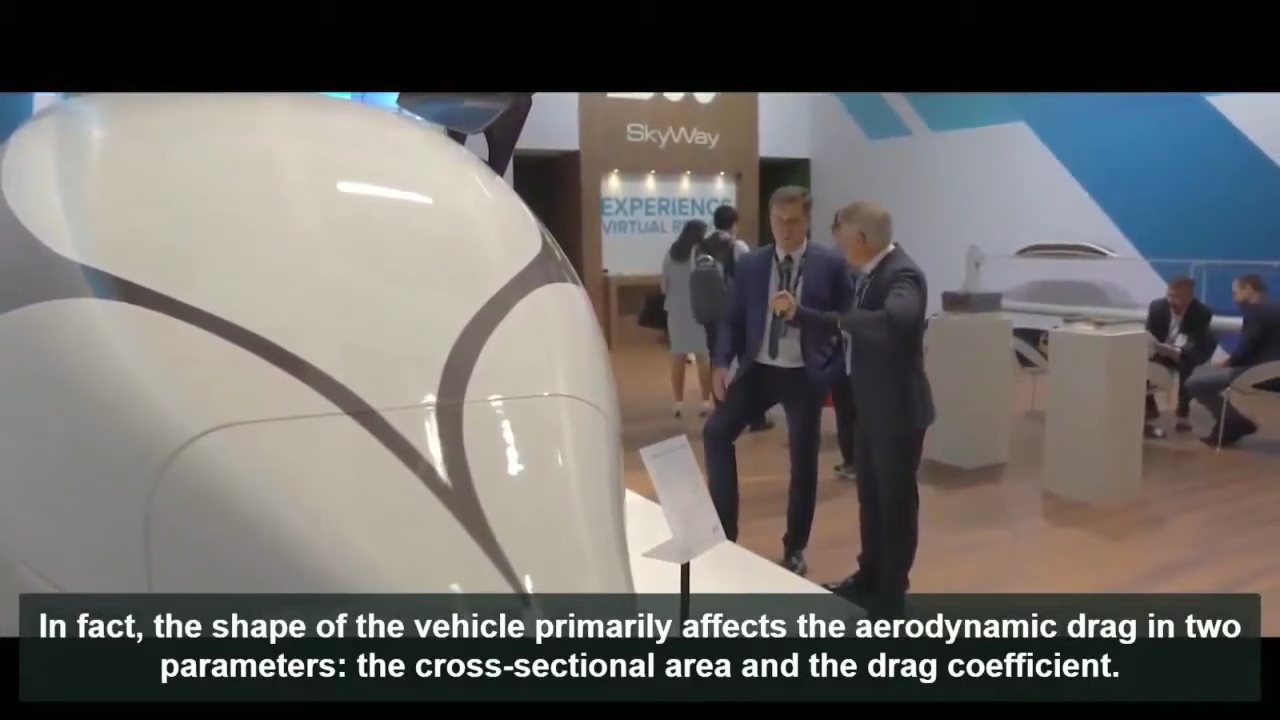 SkyWay
EXPERIENCE
VIRTUAL
In fact, the shape of the vehicle primarily affects the aerodynamic drag in two
parameters: the cross-sectional area and the drag coefficient.